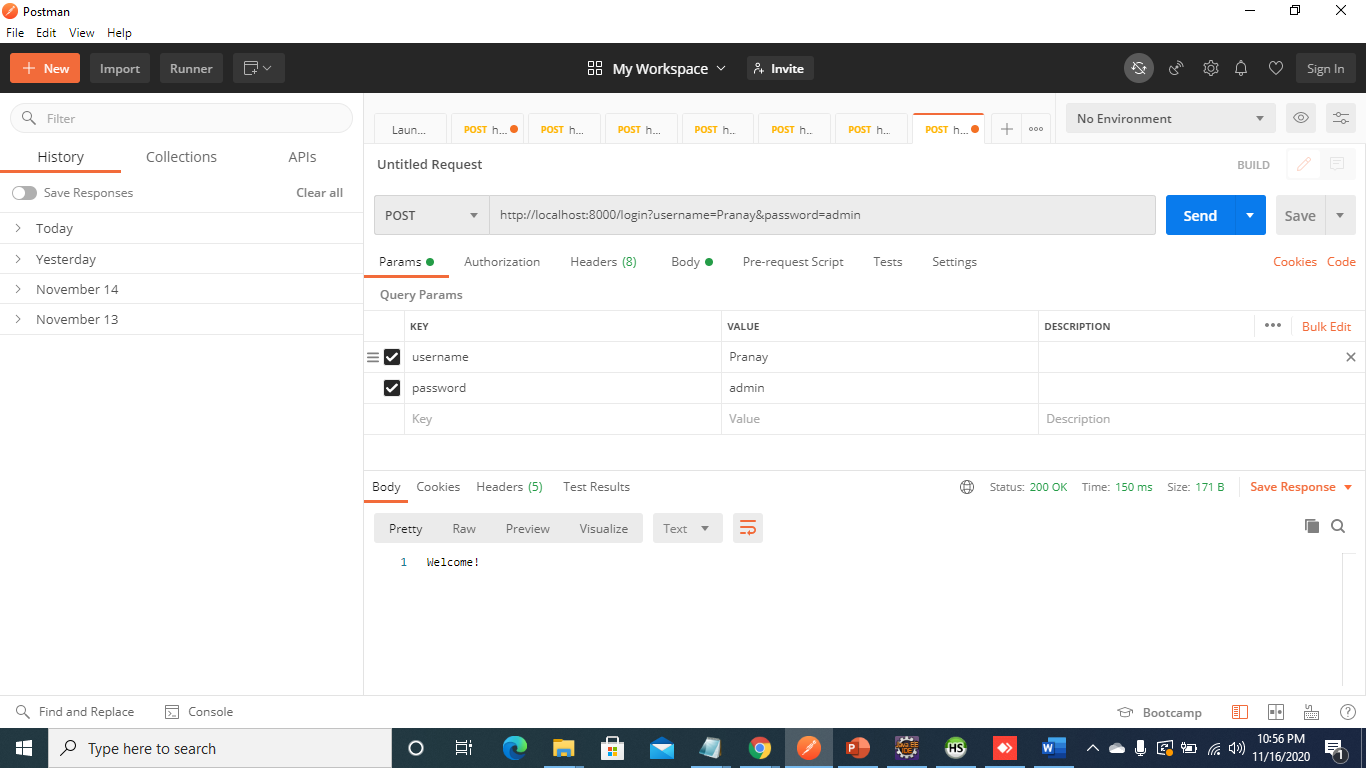 Postman
File Edit View Help
New Import Runner My Workspace Invite Sign In
Filter
History Collections APIs
Save Responses Clear all
Today
Yesterday
November 14
November 13
Laun... POST h... POST h... POST h... POST h... POST h... POST h... POST h... No Environment
Untitled Request BUILD
POST http://localhost:8000/login?username=Pranay&password=admin Send Save
Params Authorization Headers (8) Body Pre-request Script Tests Settings Cookies Code
Query Params
KEY VALUE DESCRIPTION Bulk Edit
username Pranay
password admin
Key Value Description
Body Cookies Headers (5) Test Results Status: 200 OK Time: 150 ms Size: 171 B Save Response
Pretty Raw Preview Visualize Text
1 Welcome!
Find and Replace Console Bootcamp
Type here to search
HS
10:56 PM
11/16/2020
1